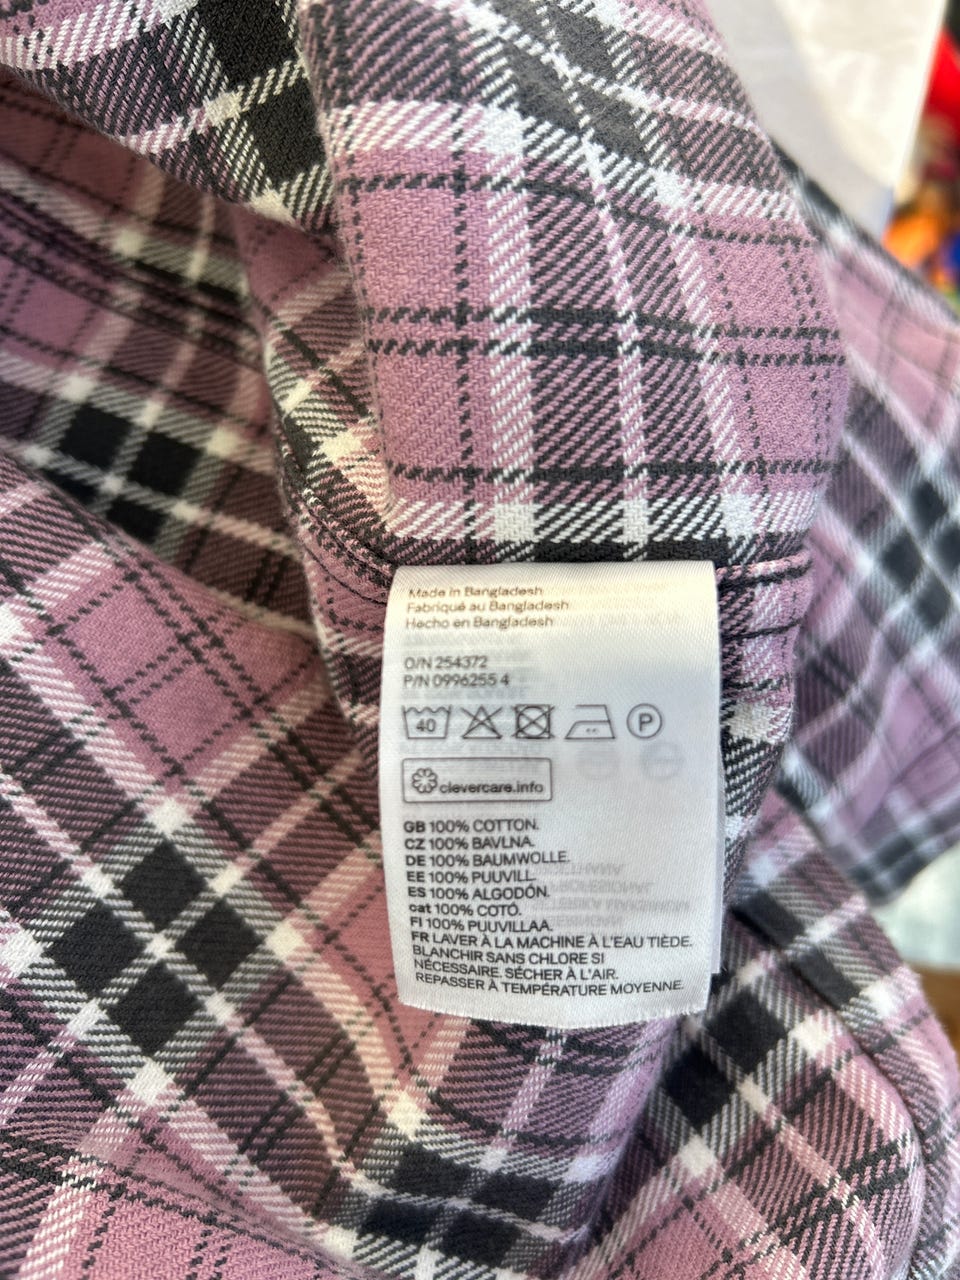 Made in Bangladesh
Fabriqué au Bangladesh
Hecho en Bangladesh
O/N 254372
P/N 0996255 4
40 P
clevercare.info
GB 100% COTTON.
CZ 100% BAVLNA.
DE 100% BAUMWOLLE.
EE 100% PUUVILL.
ES 100% ALGODÓN.
cat 100% COTÓ.
FI 100% PUUVILLAA.
FR LAVER À LA MACHINE À L'EAU TIÈDE.
BLANCHIR SANS CHLORE SI
NÉCESSAIRE. SÉCHER À L'AIR.
REPASSER À TEMPÉRATURE MOYENNE.